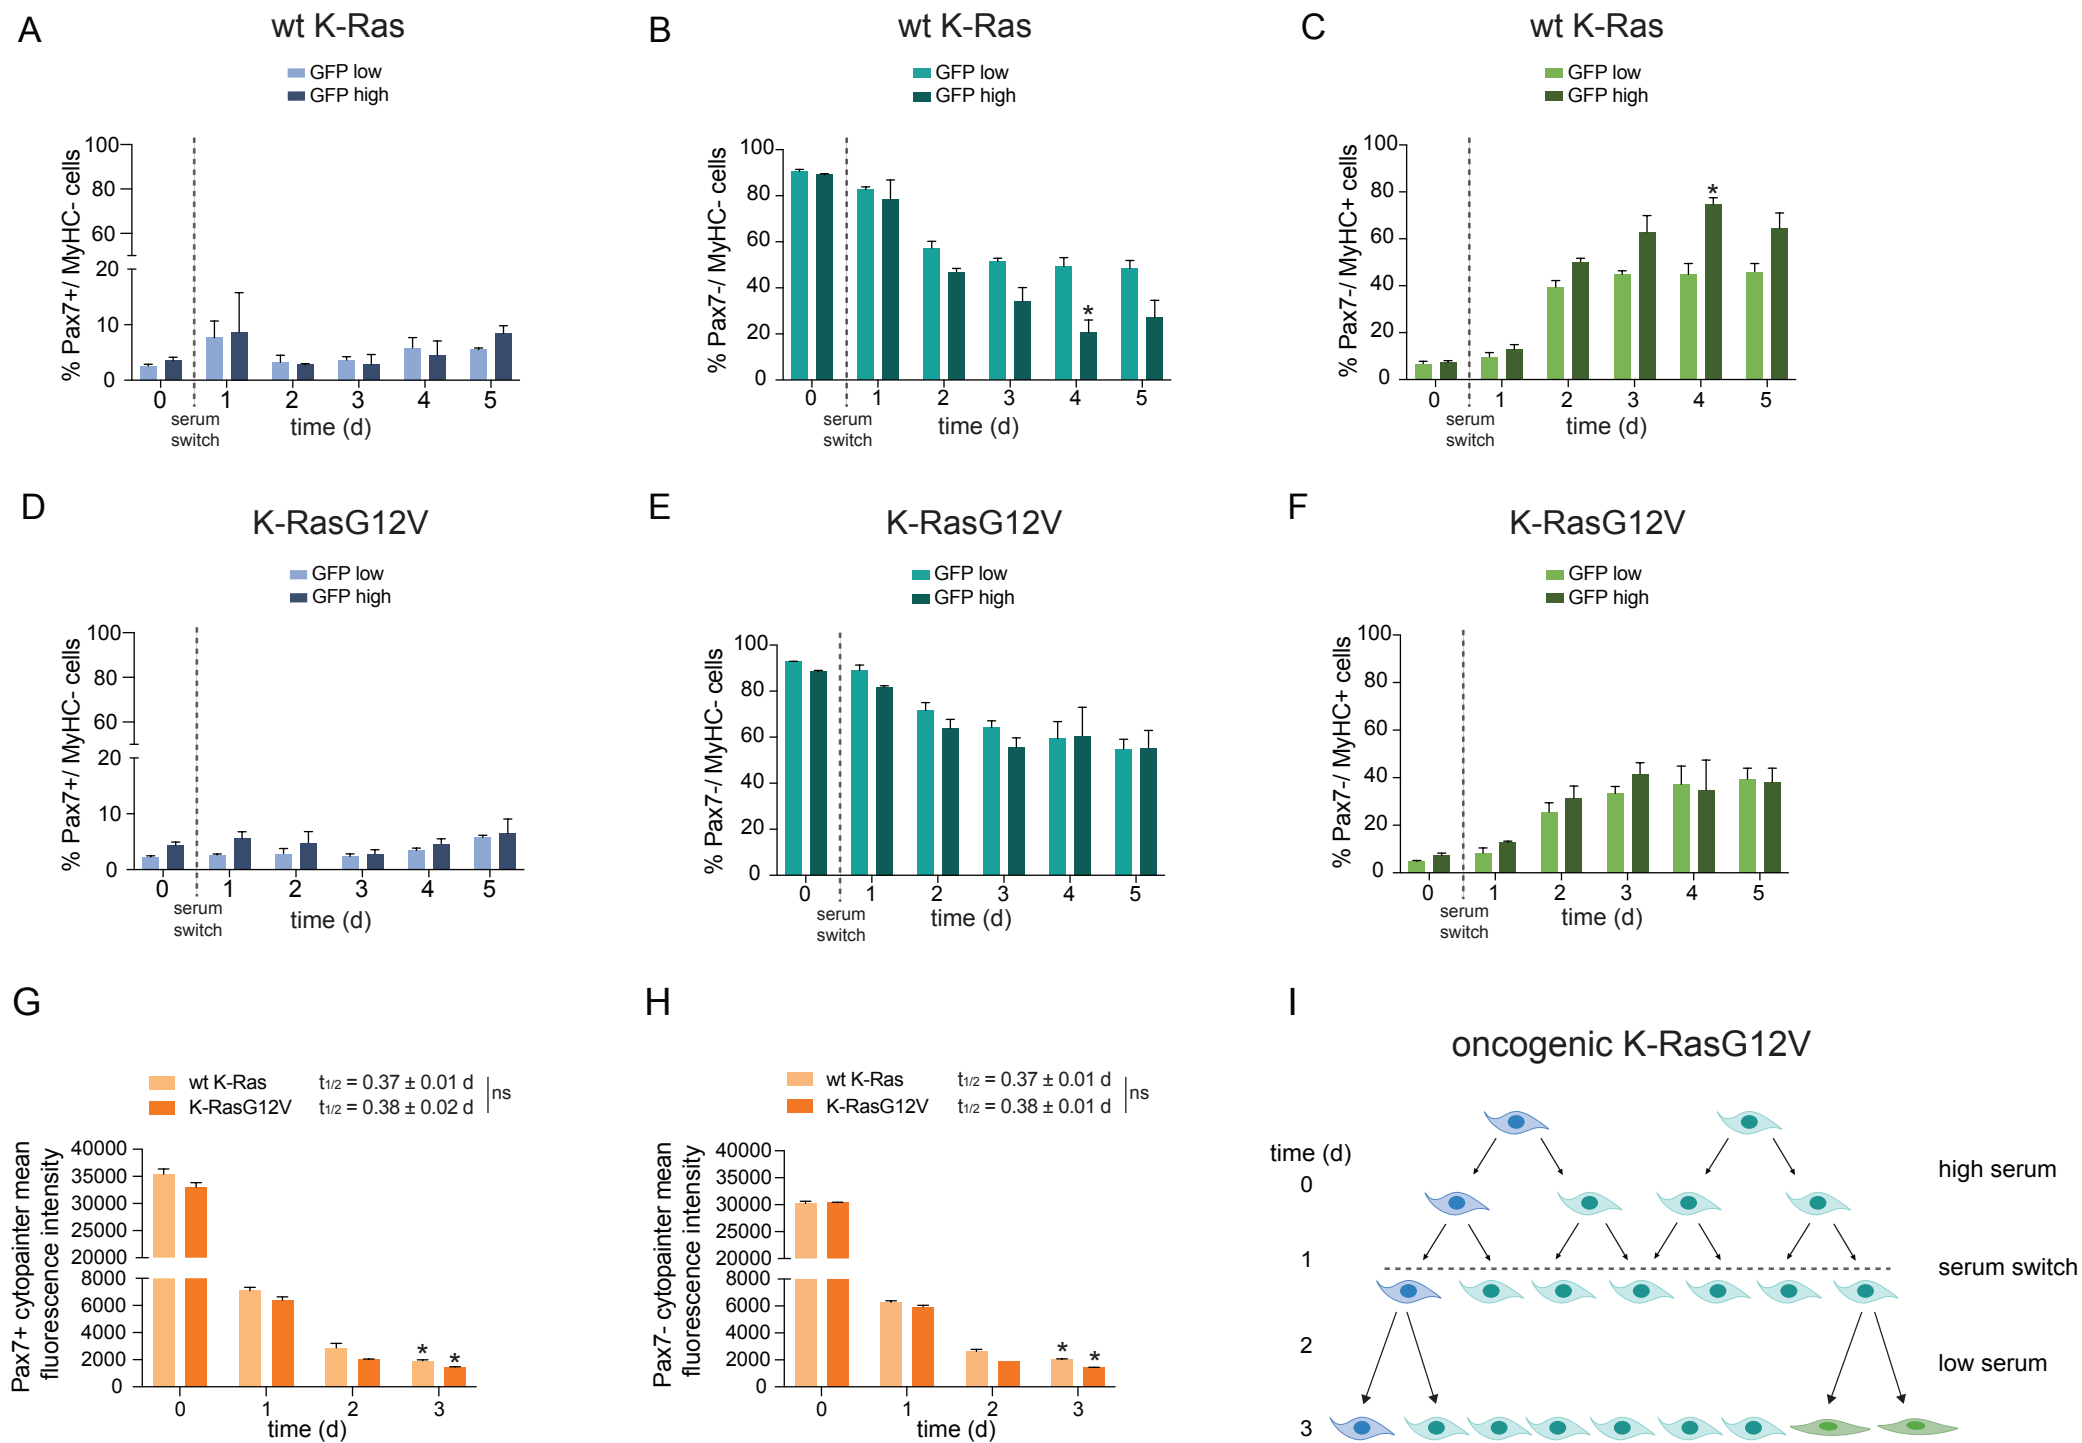 A
wt K-Ras
GFP low
GFP high
% Pax7+/ MyHC- cells
100
80
60
20
10
0
0 1 2 3 4 5
serum
switch
time (d)
B
wt K-Ras
GFP low
GFP high
% Pax7-/ MyHC- cells
100
80
60
40
20
0
*
0 1 2 3 4 5
serum
switch
time (d)
C
wt K-Ras
GFP low
GFP high
% Pax7-/ MyHC+ cells
100
80
60
40
20
0
*
0 1 2 3 4 5
serum
switch
time (d)
D
K-RasG12V
GFP low
GFP high
% Pax7+/ MyHC- cells
100
80
60
20
10
0
0 1 2 3 4 5
serum
switch
time (d)
E
K-RasG12V
GFP low
GFP high
% Pax7-/ MyHC- cells
100
80
60
40
20
0
0 1 2 3 4 5
serum
switch
time (d)
F
K-RasG12V
GFP low
GFP high
% Pax7-/ MyHC+ cells
100
80
60
40
20
0
0 1 2 3 4 5
serum
switch
time (d)
G
wt K-Ras t1/2 = 0.37 ± 0.01 d
K-RasG12V t1/2 = 0.38 ± 0.02 d
ns
Pax7+ cytopainter mean
fluorescence intensity
40000
35000
30000
25000
20000
8000
6000
4000
2000
0
* *
0 1 2 3
time (d)
H
wt K-Ras t1/2 = 0.37 ± 0.01 d
K-RasG12V t1/2 = 0.38 ± 0.01 d
ns
Pax7- cytopainter mean
fluorescence intensity
40000
35000
30000
25000
20000
8000
6000
4000
2000
0
* *
0 1 2 3
time (d)
I
oncogenic K-RasG12V
time (d)
0
high serum
1
serum switch
2
low serum
3